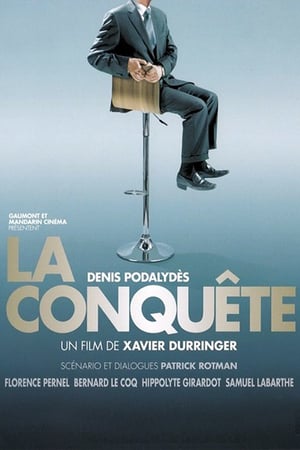 GAUMONT ET
MANDARIN CINÉMA
PRÉSENTENT
LA
DENIS PODALYDÈS
CONQUÊTE
UN FILM DE XAVIER DURRINGER
SCÉNARIO ET DIALOGUES PATRICK ROTMAN
FLORENCE PERNEL BERNARD LE COQ HIPPOLYTE GIRARDOT SAMUEL LABARTHE